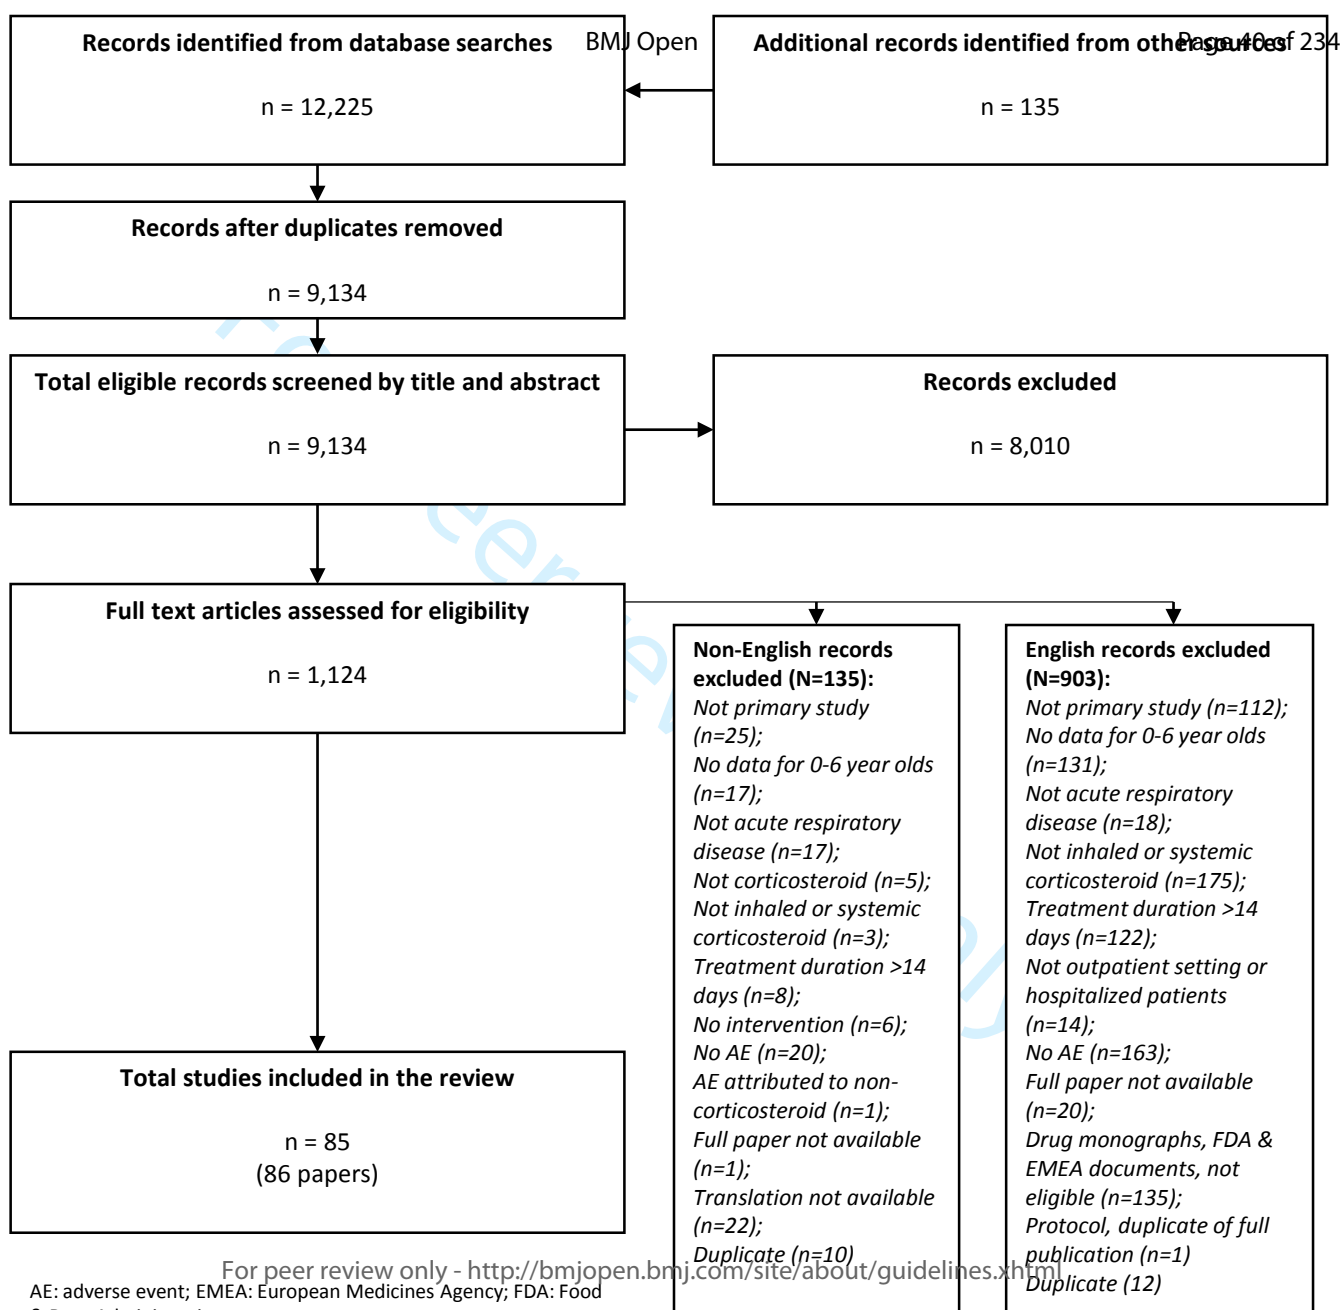 Records identified from database searches
n = 12,225
BMJ Open
Additional records identified from other sources
n = 135
Page 40 of 234
Records after duplicates removed
n = 9,134
Total eligible records screened by title and abstract
n = 9,134
Records excluded
n = 8,010
Full text articles assessed for eligibility
n = 1,124
Non-English records
excluded (N=135):
Not primary study
(n=25);
No data for 0-6 year olds
(n=17);
Not acute respiratory
disease (n=17);
Not corticosteroid (n=5);
Not inhaled or systemic
corticosteroid (n=3);
Treatment duration >14
days (n=8);
No intervention (n=6);
No AE (n=20);
AE attributed to non-
corticosteroid (n=1);
Full paper not available
(n=1);
Translation not available
(n=22);
Duplicate (n=10)
English records excluded
(N=903):
Not primary study (n=112);
No data for 0-6 year olds
(n=131);
Not acute respiratory
disease (n=18);
Not inhaled or systemic
corticosteroid (n=175);
Treatment duration >14
days (n=122);
Not outpatient setting or
hospitalized patients
(n=14);
No AE (n=163);
Full paper not available
(n=20);
Drug monographs, FDA &
EMEA documents, not
eligible (n=135);
Protocol, duplicate of full
publication (n=1)
Duplicate (12)
Total studies included in the review
n = 85
(86 papers)
For peer review only - http://bmjopen.bmj.com/site/about/guidelines.xhtml
AE: adverse event; EMEA: European Medicines Agency; FDA: Food